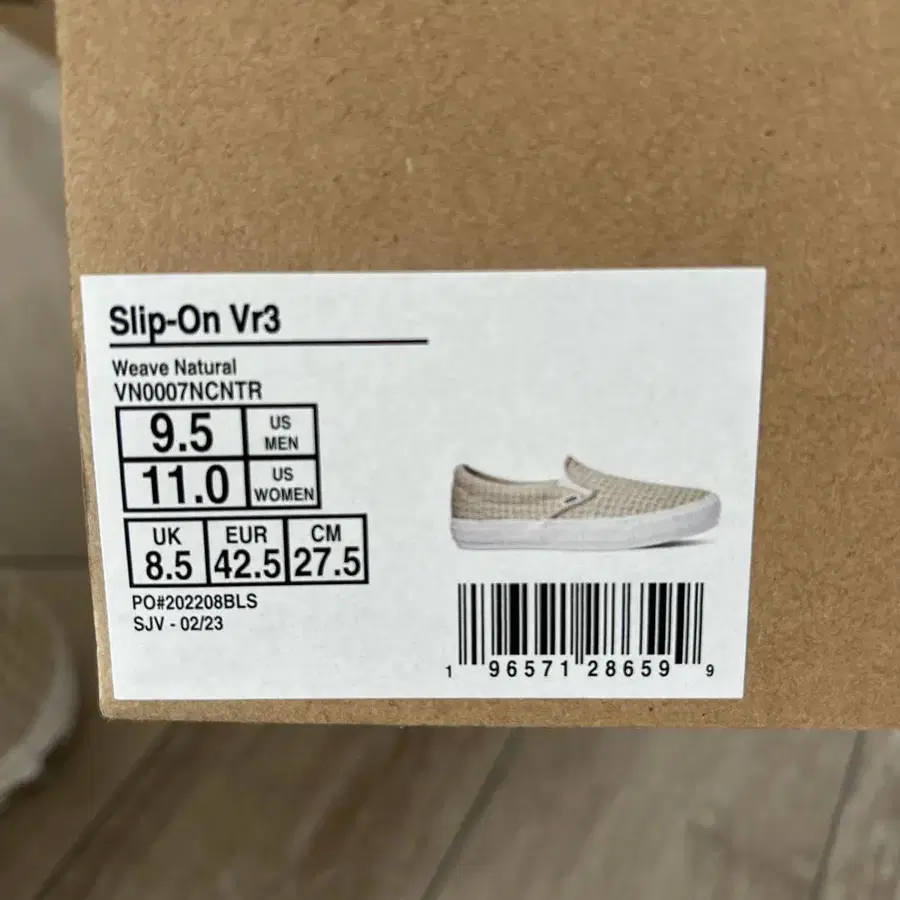 Slip-On Vr3
Weave Natural
VN0007NCNTR
9.5 US MEN
11.0 US WOMEN
UK EUR CM
8.5 42.5 27.5
PO#202208BLS
SJV - 02/23
1 96571 28659 9